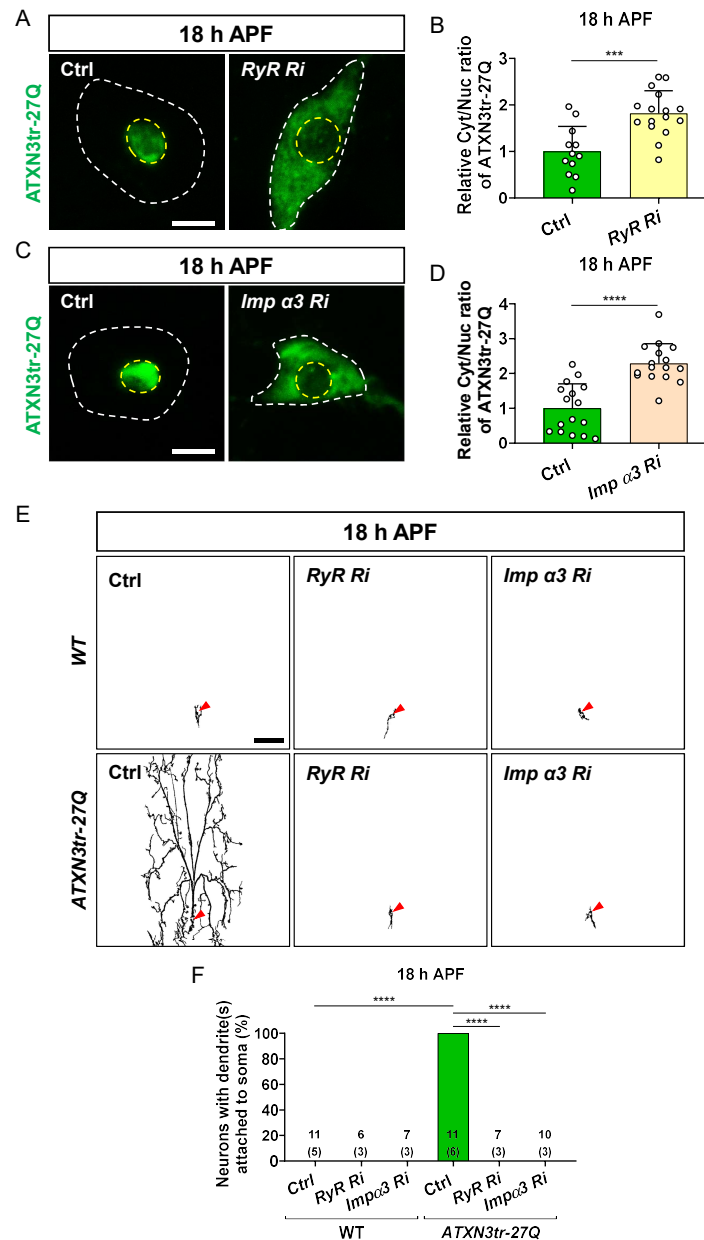 A
18 h APF
Ctrl
RyR Ri
ATXN3tr-27Q
B
18 h APF
***
Relative Cyt/Nuc ratio
of ATXN3tr-27Q
3
2
1
0
Ctrl
RyR Ri
C
18 h APF
Ctrl
Imp α3 Ri
ATXN3tr-27Q
D
18 h APF
****
Relative Cyt/Nuc ratio
of ATXN3tr-27Q
4
3
2
1
0
Ctrl
Imp α3 Ri
E
18 h APF
WT
Ctrl
RyR Ri
Imp α3 Ri
ATXN3tr-27Q
Ctrl
RyR Ri
Imp α3 Ri
F
18 h APF
****
****
****
Neurons with dendrite(s)
attached to soma (%)
100
80
60
40
20
0
11 6 7 11 7 10
(5) (3) (3) (6) (3) (3)
Ctrl RyR Ri Impα3 Ri Ctrl RyR Ri Impα3 Ri
WT ATXN3tr-27Q